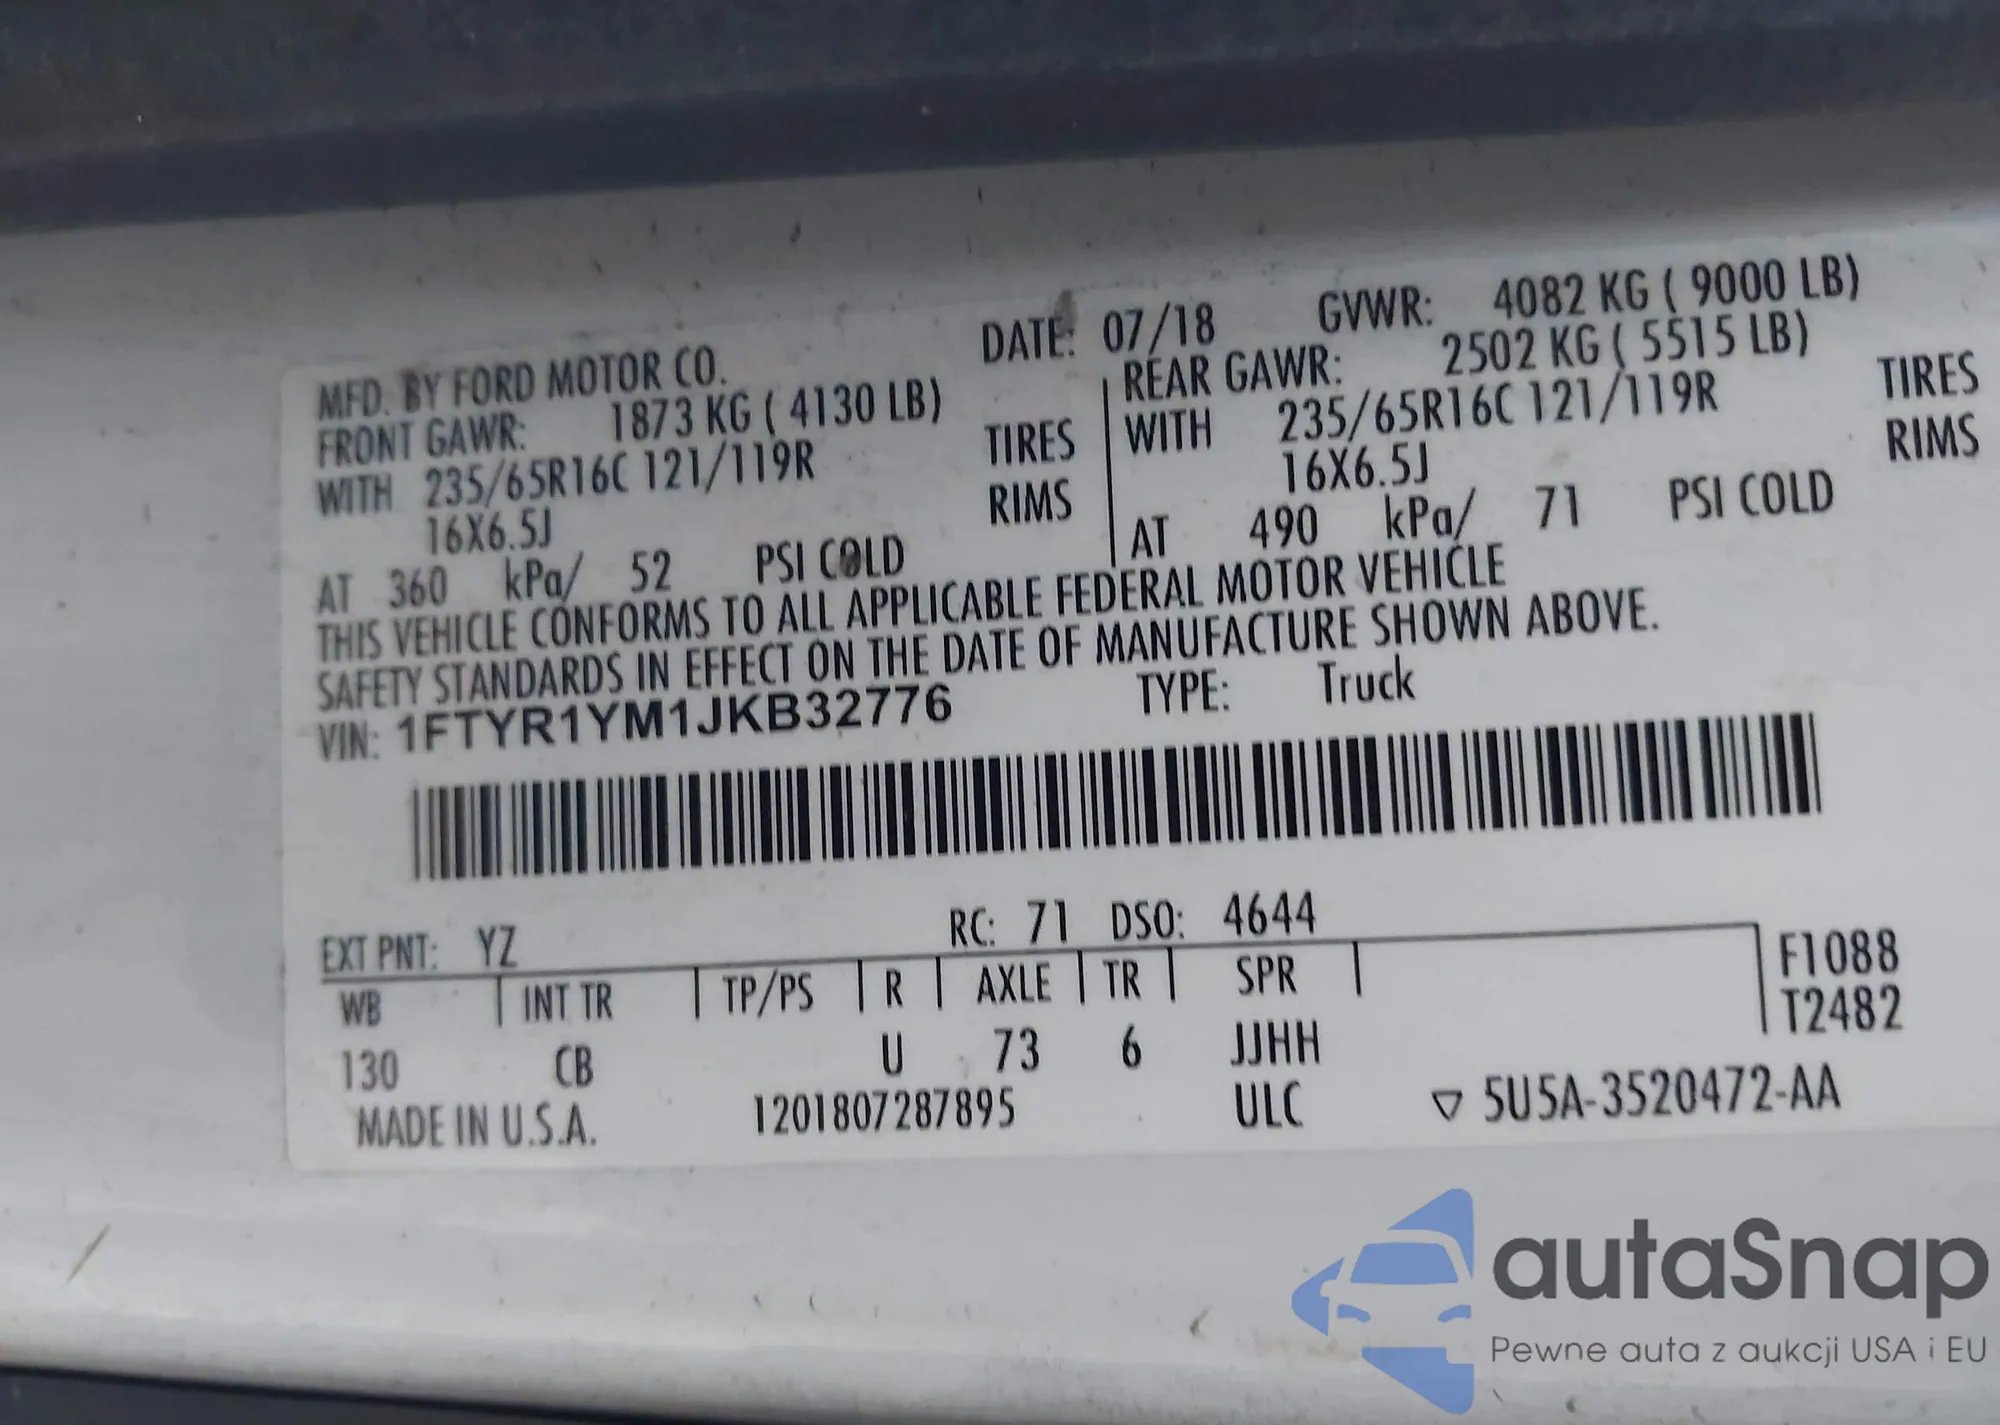 MFD. BY FORD MOTOR CO. DATE: 07/18 GVWR: 4082 KG ( 9000 LB)
FRONT GAWR: 1873 KG ( 4130 LB)
WITH 235/65R16C 121/119R TIRES
16X6.5J RIMS
AT 360 kPa/ 52 PSI COLD
REAR GAWR: 2502 KG ( 5515 LB)
WITH 235/65R16C 121/119R TIRES
16X6.5J RIMS
AT 490 kPa/ 71 PSI COLD
THIS VEHICLE CONFORMS TO ALL APPLICABLE FEDERAL MOTOR VEHICLE
SAFETY STANDARDS IN EFFECT ON THE DATE OF MANUFACTURE SHOWN ABOVE.
VIN: 1FTYR1YM1JKB32776 TYPE: Truck
EXT PNT: YZ RC: 71 DSO: 4644
WB INT TR TP/PS R AXLE TR SPR F1088
T2482
130 CB U 73 6 JJHH
MADE IN U.S.A. 1201807287895 ULC ▽ 5U5A-3520472-AA
autaSnap
Pewne auta z aukcji USA i EU